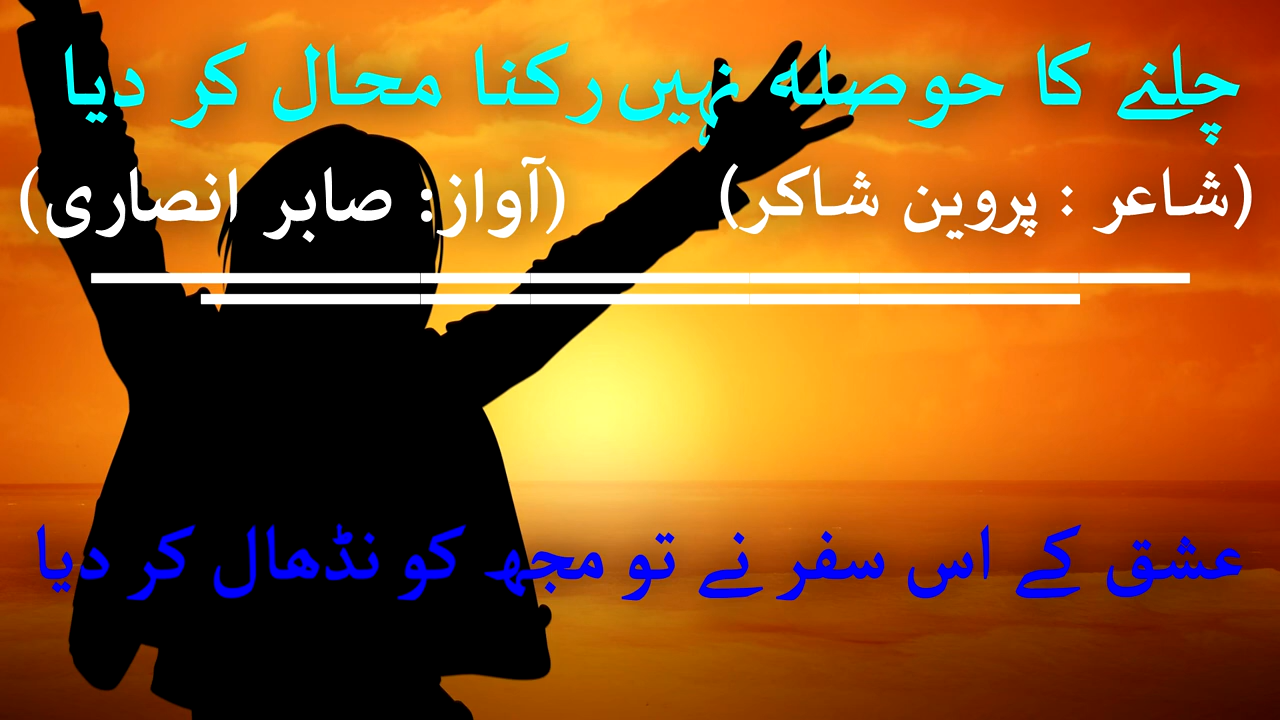 چلنے کا حوصلہ نہیں رکنا محال کر دیا
(شاعر : پروین شاکر) (آواز: صابر انصاری)
عشق کے اس سفر نے تو مجھ کو نڈھال کر دیا